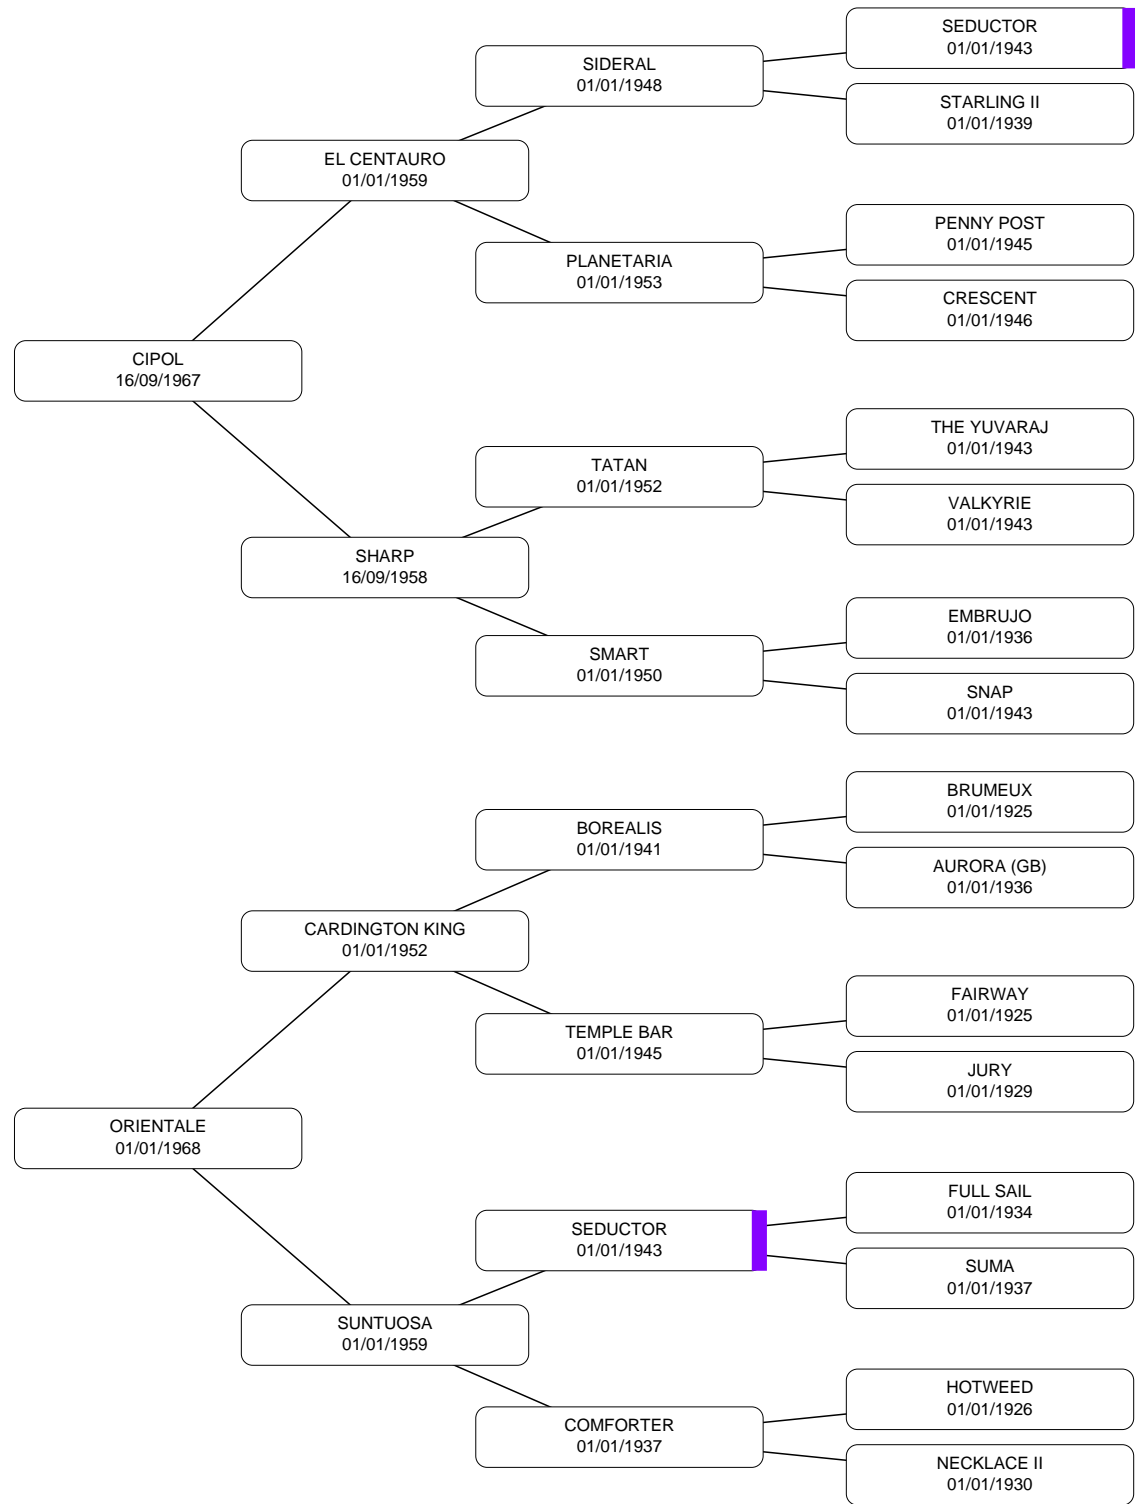 SEDUCTOR
01/01/1943
SIDERAL
01/01/1948
STARLING II
01/01/1939
EL CENTAURO
01/01/1959
PENNY POST
01/01/1945
PLANETARIA
01/01/1953
CRESCENT
01/01/1946
CIPOL
16/09/1967
THE YUVARAJ
01/01/1943
TATAN
01/01/1952
VALKYRIE
01/01/1943
SHARP
16/09/1958
EMBRUJO
01/01/1936
SMART
01/01/1950
SNAP
01/01/1943
BRUMEUX
01/01/1925
BOREALIS
01/01/1941
AURORA (GB)
01/01/1936
CARDINGTON KING
01/01/1952
FAIRWAY
01/01/1925
TEMPLE BAR
01/01/1945
JURY
01/01/1929
ORIENTALE
01/01/1968
FULL SAIL
01/01/1934
SEDUCTOR
01/01/1943
SUMA
01/01/1937
SUNTUOSA
01/01/1959
HOTWEED
01/01/1926
COMFORTER
01/01/1937
NECKLACE II
01/01/1930